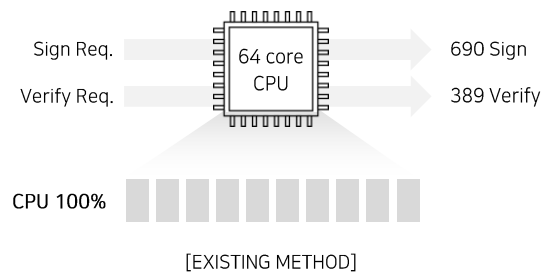 Sign Req.
64 core
CPU
690 Sign
Verify Req.
389 Verify
CPU 100%
[EXISTING METHOD]